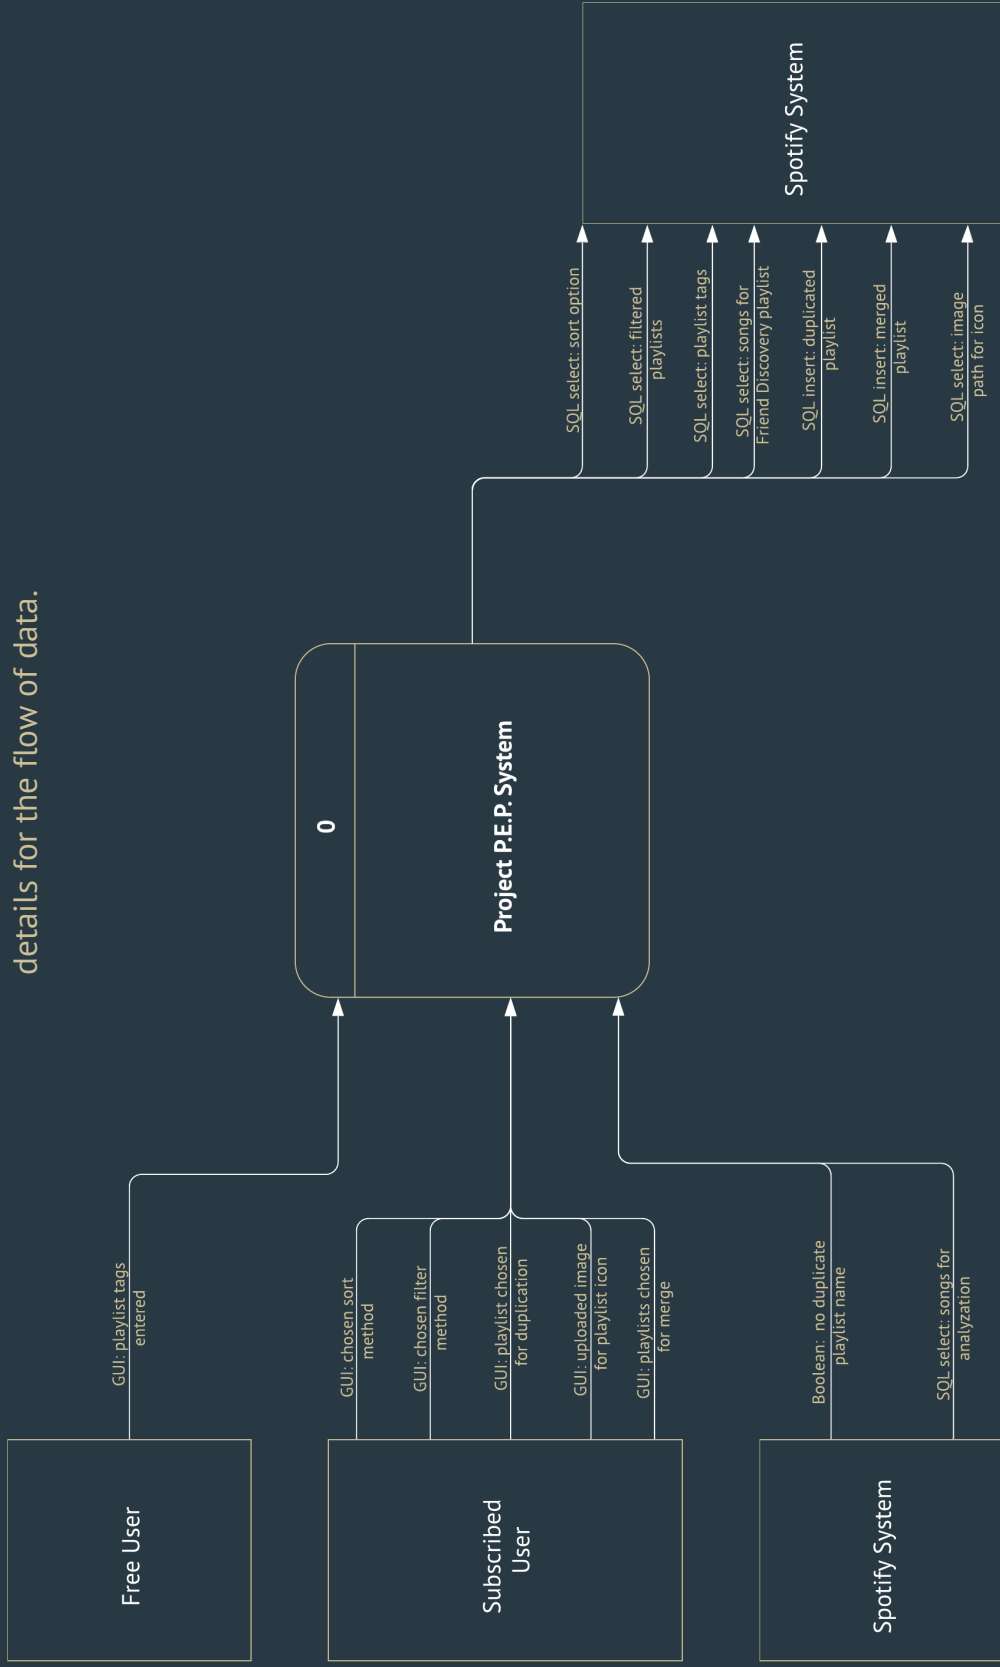 details for the flow of data.
Free User
GUI: playlist tags
entered
Subscribed
User
GUI: chosen sort
method
GUI: chosen filter
method
GUI: playlist chosen
for duplication
GUI: uploaded image
for playlist icon
GUI: playlists chosen
for merge
Spotify System
Boolean: no duplicate
playlist name
SQL select: songs for
analyzation
0
Project P.E.P. System
SQL select: sort option
SQL select: filtered
playlists
SQL select: playlist tags
SQL select: songs for
Friend Discovery playlist
SQL insert: duplicated
playlist
SQL insert: merged
playlist
SQL select: image
path for icon
Spotify System